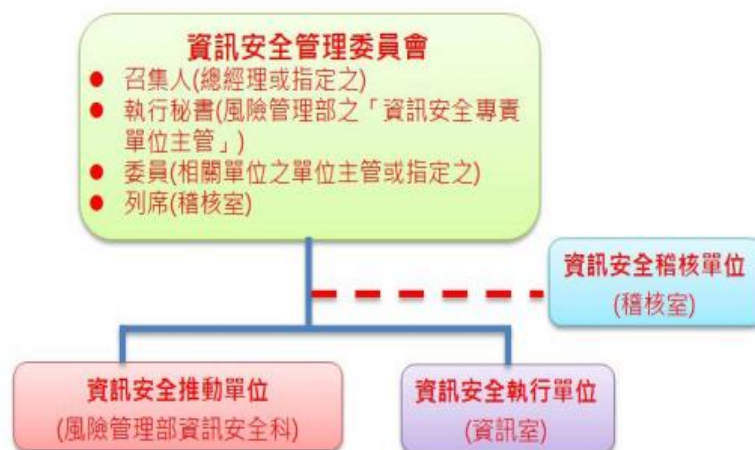 資訊安全管理委員會
● 召集人(總經理或指定之)
● 執行秘書(風險管理部之「資訊安全專責
單位主管」)
● 委員(相關單位之單位主管或指定之)
● 列席(稽核室)
資訊安全稽核單位
(稽核室)
資訊安全推動單位
(風險管理部資訊安全科)
資訊安全執行單位
(資訊室)